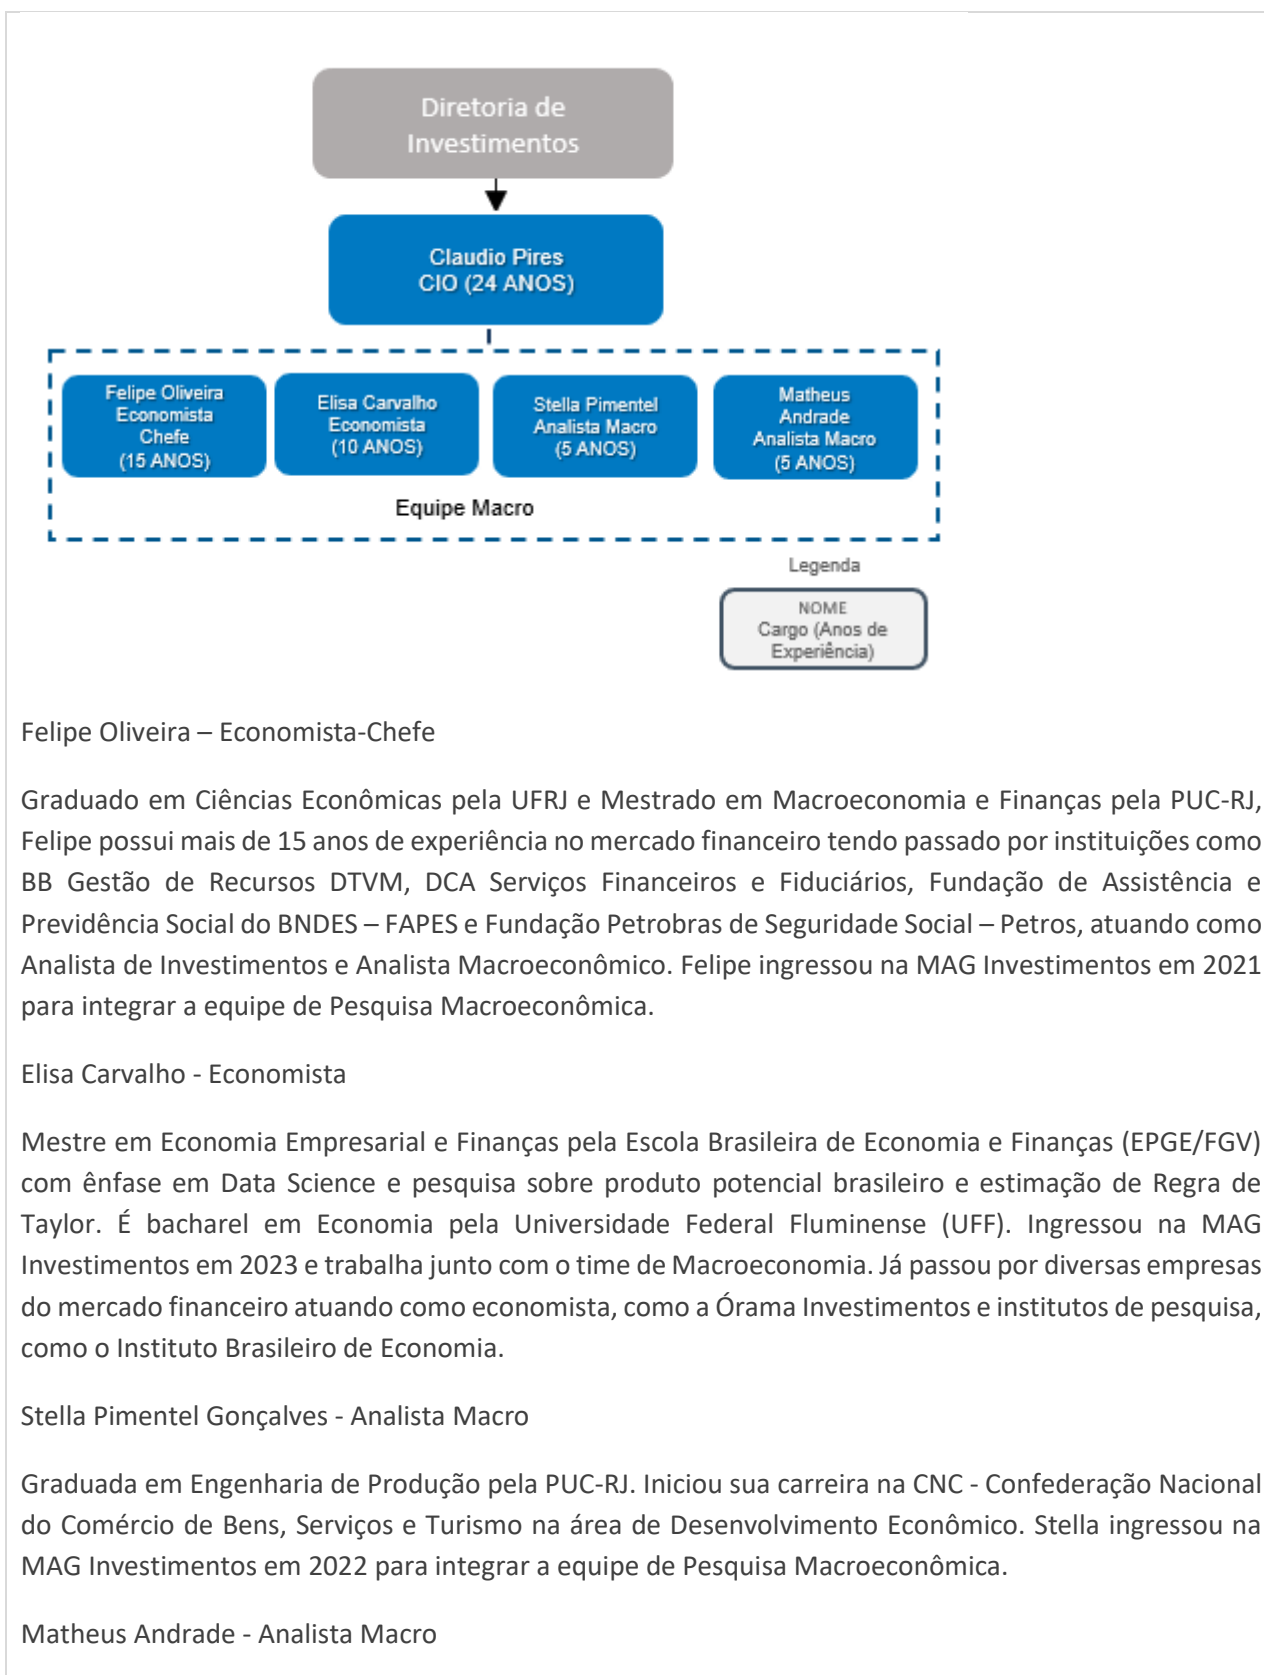 Diretoria de
Investimentos
Claudio Pires
CIO (24 ANOS)
Felipe Oliveira
Economista
Chefe
(15 ANOS)
Elisa Carvalho
Economista
(10 ANOS)
Stella Pimentel
Analista Macro
(5 ANOS)
Matheus
Andrade
Analista Macro
(5 ANOS)
Equipe Macro
Legenda
NOME
Cargo (Anos de
Experiência)
Felipe Oliveira – Economista-Chefe
Graduado em Ciências Econômicas pela UFRJ e Mestrado em Macroeconomia e Finanças pela PUC-RJ,
Felipe possui mais de 15 anos de experiência no mercado financeiro tendo passado por instituições como
BB Gestão de Recursos DTVM, DCA Serviços Financeiros e Fiduciários, Fundação de Assistência e
Previdência Social do BNDES – FAPES e Fundação Petrobras de Seguridade Social – Petros, atuando como
Analista de Investimentos e Analista Macroeconômico. Felipe ingressou na MAG Investimentos em 2021
para integrar a equipe de Pesquisa Macroeconômica.
Elisa Carvalho - Economista
Mestre em Economia Empresarial e Finanças pela Escola Brasileira de Economia e Finanças (EPGE/FGV)
com ênfase em Data Science e pesquisa sobre produto potencial brasileiro e estimação de Regra de
Taylor. É bacharel em Economia pela Universidade Federal Fluminense (UFF). Ingressou na MAG
Investimentos em 2023 e trabalha junto com o time de Macroeconomia. Já passou por diversas empresas
do mercado financeiro atuando como economista, como a Órama Investimentos e institutos de pesquisa,
como o Instituto Brasileiro de Economia.
Stella Pimentel Gonçalves - Analista Macro
Graduada em Engenharia de Produção pela PUC-RJ. Iniciou sua carreira na CNC - Confederação Nacional
do Comércio de Bens, Serviços e Turismo na área de Desenvolvimento Econômico. Stella ingressou na
MAG Investimentos em 2022 para integrar a equipe de Pesquisa Macroeconômica.
Matheus Andrade - Analista Macro